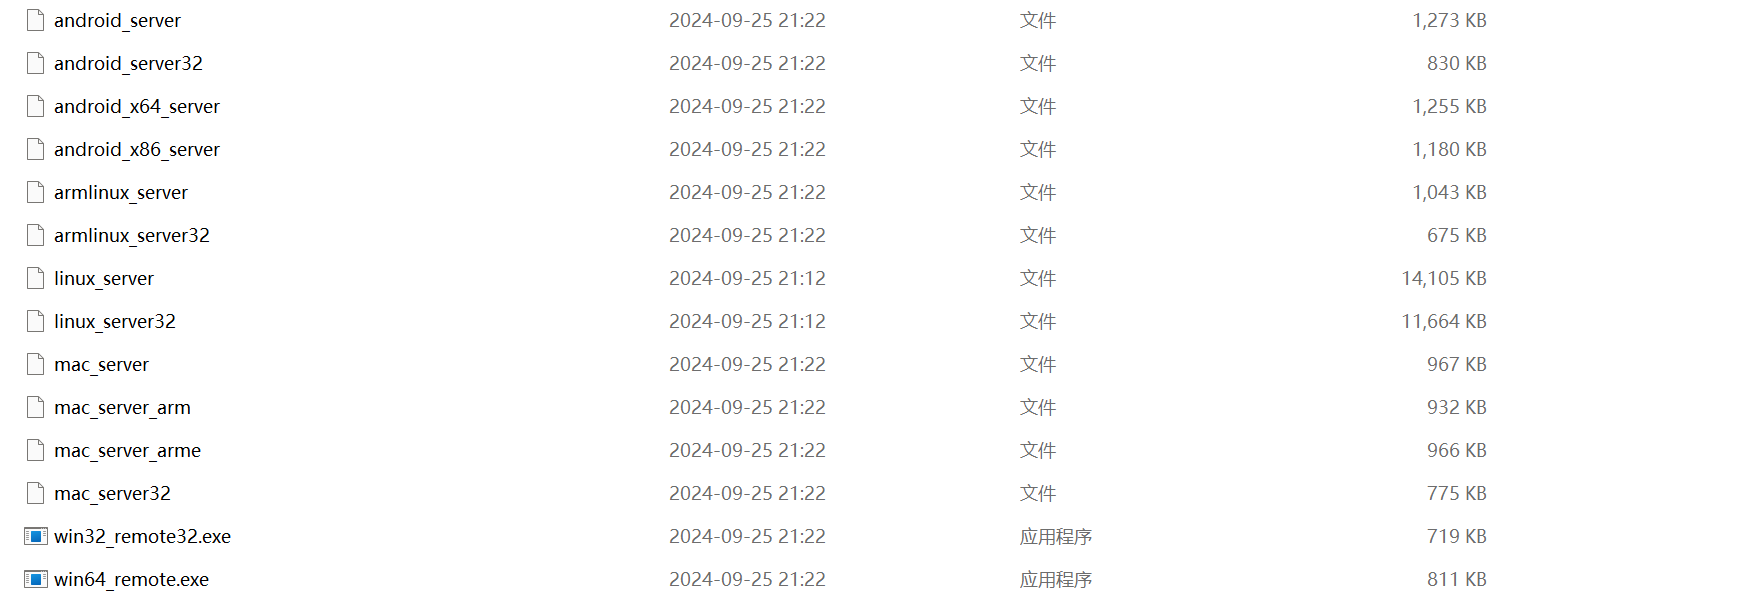 android_server 2024-09-25 21:22 文件 1,273 KB
android_server32 2024-09-25 21:22 文件 830 KB
android_x64_server 2024-09-25 21:22 文件 1,255 KB
android_x86_server 2024-09-25 21:22 文件 1,180 KB
armlinux_server 2024-09-25 21:22 文件 1,043 KB
armlinux_server32 2024-09-25 21:22 文件 675 KB
linux_server 2024-09-25 21:12 文件 14,105 KB
linux_server32 2024-09-25 21:12 文件 11,664 KB
mac_server 2024-09-25 21:22 文件 967 KB
mac_server_arm 2024-09-25 21:22 文件 932 KB
mac_server_arme 2024-09-25 21:22 文件 966 KB
mac_server32 2024-09-25 21:22 文件 775 KB
win32_remote32.exe 2024-09-25 21:22 应用程序 719 KB
win64_remote.exe 2024-09-25 21:22 应用程序 811 KB